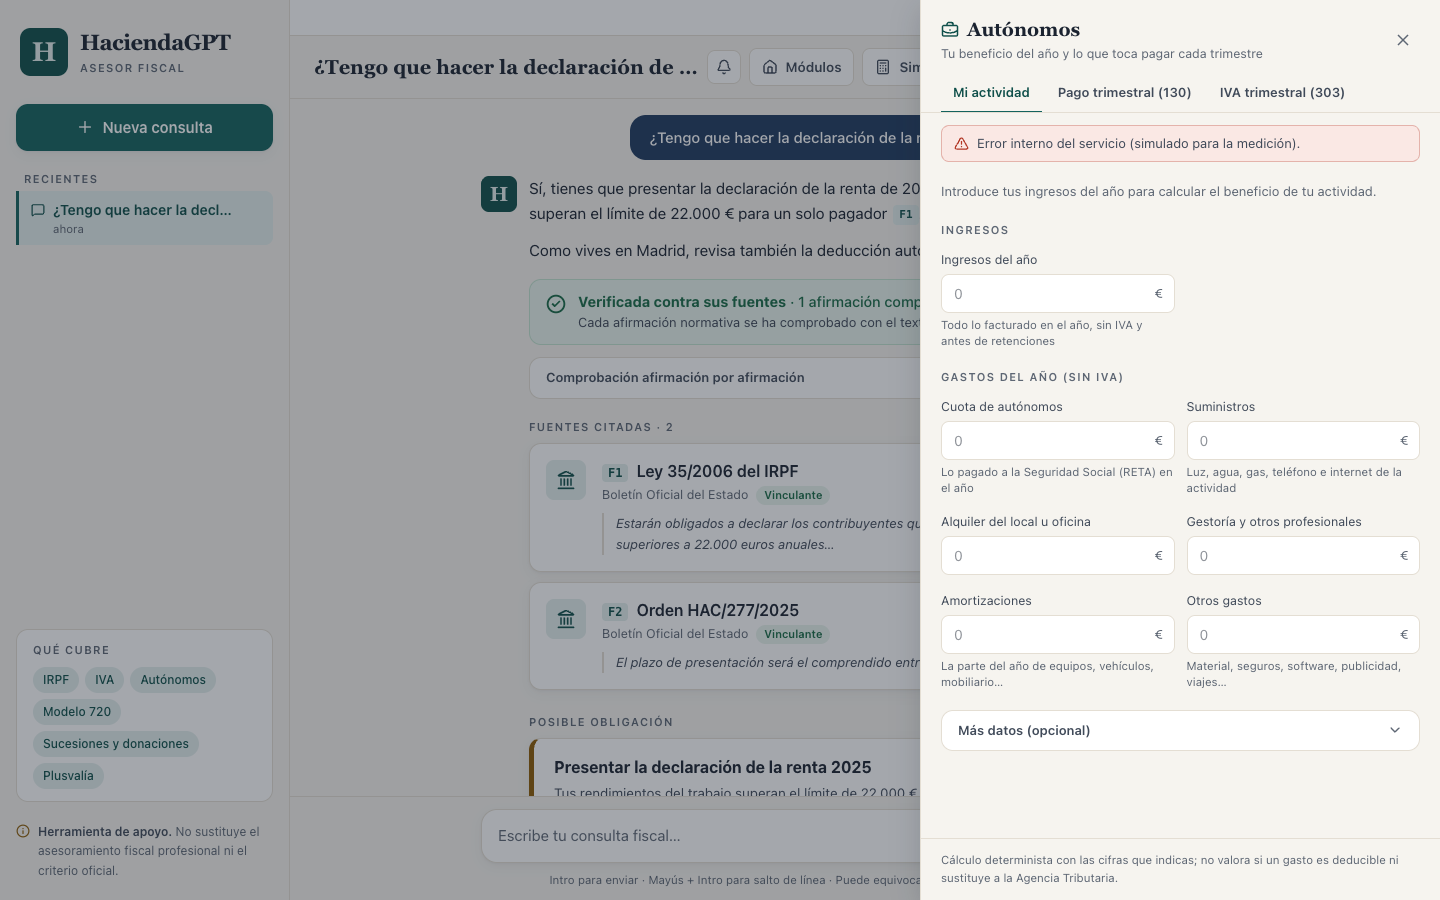 H
HaciendaGPT
ASESOR FISCAL
Nueva consulta
RECIENTES
¿Tengo que hacer la decl...
ahora
QUÉ CUBRE
IRPF
IVA
Autónomos
Modelo 720
Sucesiones y donaciones
Plusvalía
Herramienta de apoyo. No sustituye el
asesoramiento fiscal profesional ni el
criterio oficial.
¿Tengo que hacer la declaración de ...
Módulos
¿Tengo que hacer la declaración de la
H
Sí, tienes que presentar la declaración de la renta de
superan el límite de 22.000 € para un solo pagador F1
Como vives en Madrid, revisa también la deducción
Verificada contra sus fuentes · 1 afirmación
Cada afirmación normativa se ha comprobado con el
Comprobación afirmación por afirmación
FUENTES CITADAS · 2
F1 Ley 35/2006 del IRPF
Boletín Oficial del Estado Vinculante
Estarán obligados a declarar los contribuyentes
superiores a 22.000 euros anuales...
F2 Orden HAC/277/2025
Boletín Oficial del Estado Vinculante
El plazo de presentación será el comprendido
POSIBLE OBLIGACIÓN
Presentar la declaración de la renta 2025
Tus rendimientos del trabajo superan el límite de 22.000 €
Escribe tu consulta fiscal...
Intro para enviar · Mayús + Intro para salto de línea · Puede
Autónomos
Tu beneficio del año y lo que toca pagar cada trimestre
Mi actividad
Pago trimestral (130)
IVA trimestral (303)
Error interno del servicio (simulado para la medición).
Introduce tus ingresos del año para calcular el beneficio de tu actividad.
INGRESOS
Ingresos del año
0 €
Todo lo facturado en el año, sin IVA y
antes de retenciones
GASTOS DEL AÑO (SIN IVA)
Cuota de autónomos
0 €
Lo pagado a la Seguridad Social (RETA) en
el año
Suministros
0 €
Luz, agua, gas, teléfono e internet de la
actividad
Alquiler del local u oficina
0 €
Gestoría y otros profesionales
0 €
Amortizaciones
0 €
La parte del año de equipos, vehículos,
mobiliario...
Otros gastos
0 €
Material, seguros, software, publicidad,
viajes...
Más datos (opcional)
Cálculo determinista con las cifras que indicas; no valora si un gasto es deducible ni
sustituye a la Agencia Tributaria.